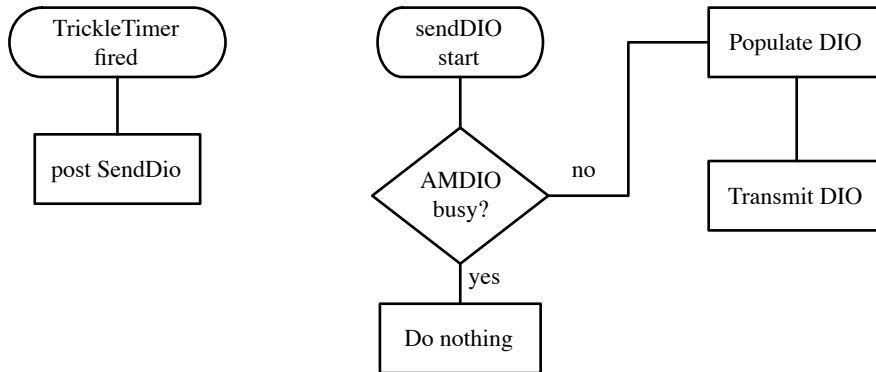 TrickleTimer
fired
post SendDio
sendDIO
start
AMDIO
busy?
no
yes
Do nothing
Populate DIO
Transmit DIO